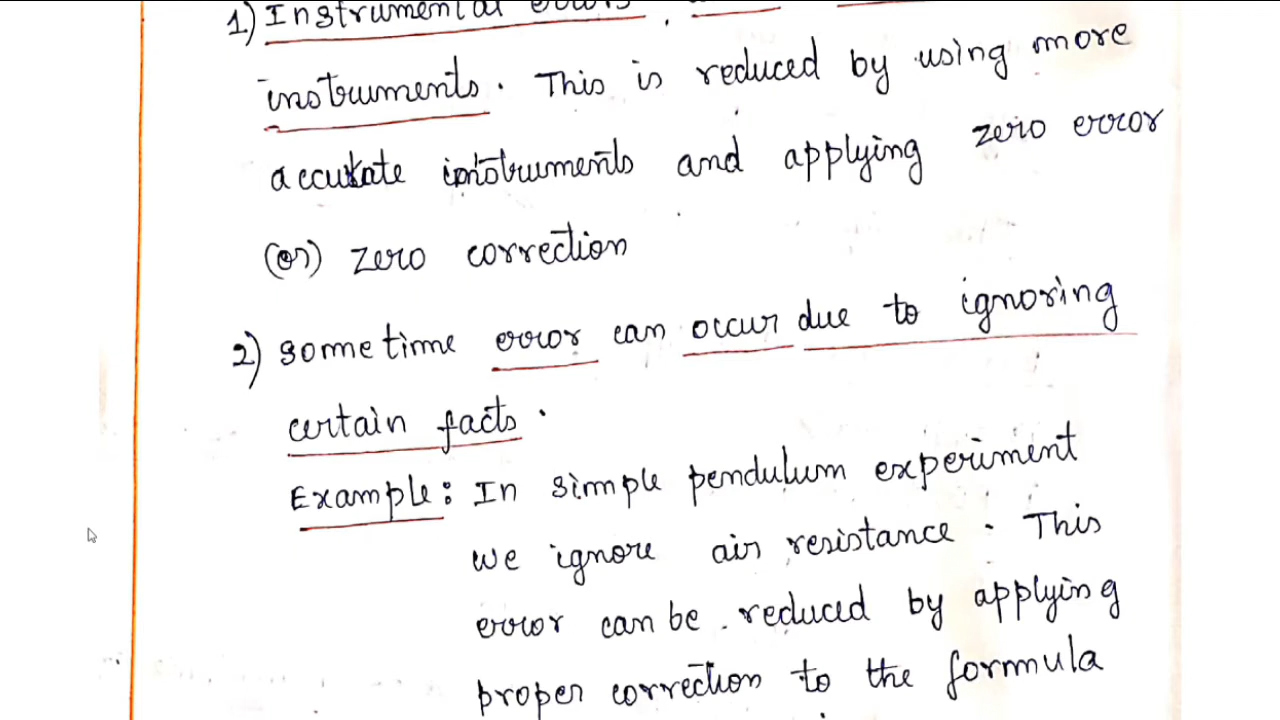 1) Instrumental errors
instruments. This is reduced by using more
accurate instruments and applying zero error
(or) zero correction
2) sometime error can occur due to ignoring
certain facts.
Example: In simple pendulum experiment
we ignore air resistance. This
error can be reduced by applying
proper correction to the formula